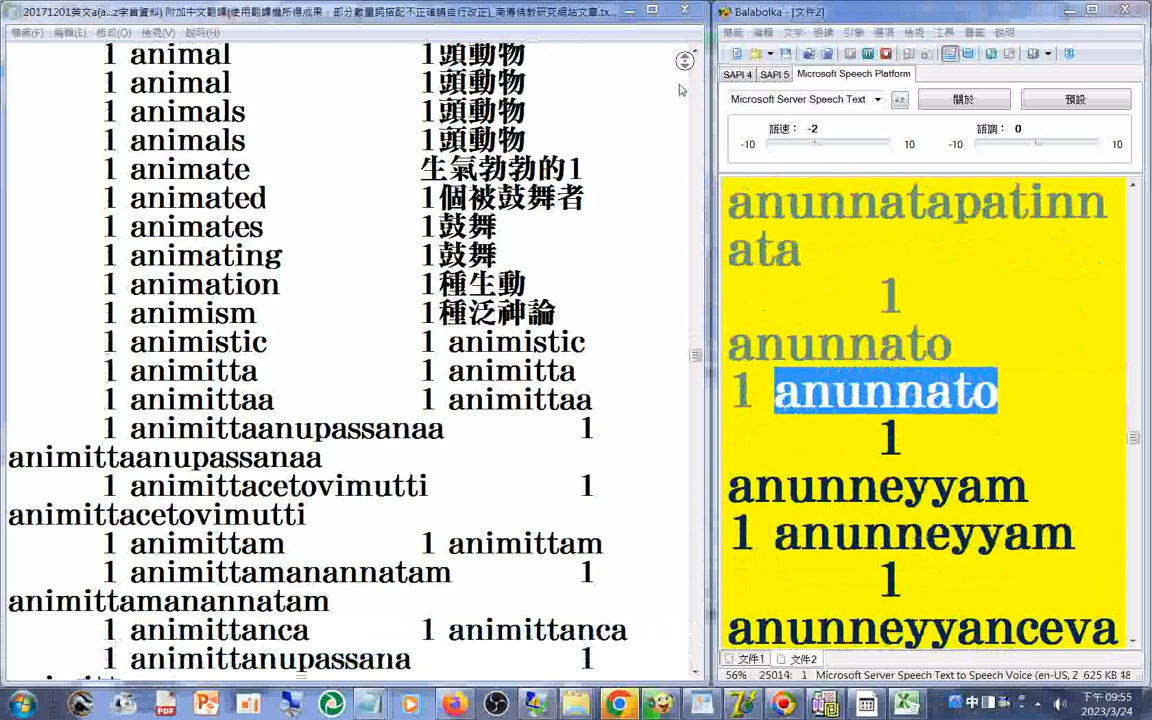 20171201英文a(a...z字首資料) 附加中文翻譯(使用翻譯機所得成果：部分數量詞搭配不正確請自行改正)_南傳佛教研究網站文章.tx...
檔案(F) 編輯(E) 格式(O) 檢視(V) 說明(H)
1 animal 1頭動物
1 animal 1頭動物
1 animals 1頭動物
1 animals 1頭動物
1 animate 生氣勃勃的1
1 animated 1個被鼓舞者
1 animates 1鼓舞
1 animating 1鼓舞
1 animation 1種生動
1 animism 1種泛神論
1 animistic 1 animistic
1 animitta 1 animitta
1 animittaa 1 animittaa
1 animittaanupassanaa 1
animittaanupassanaa
1 animittacetovimutti 1
animittacetovimutti
1 animittam 1 animittam
1 animittamanannatam 1
animittamanannatam
1 animittanca 1 animittanca
1 animittanupassana 1
Balabolka - [文件2]
檔案 編輯 文字 朗讀 引擎 選項 檢視 工具 書籤 說明
SAPI 4 SAPI 5 Microsoft Speech Platform
Microsoft Server Speech Text 關於 預設
語速： -2 語調： 0
-10 10 -10 10
anunnatapatinn
ata
1
anunnato
1 anunnato
1
anunneyyam
1 anunneyyam
1
anunneyyanceva
文件1 文件2
56% 25014: 1 Microsoft Server Speech Text to Speech Voice (en-US, Z 625 KB 48
中
下午 09:55
2023/3/24